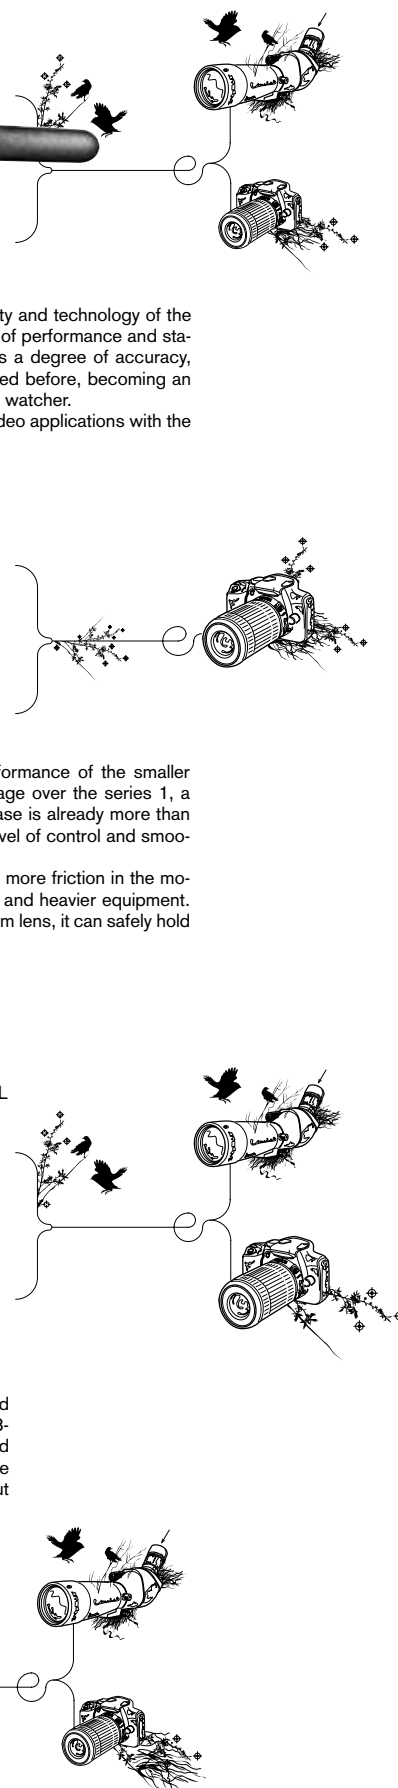 ty and technology of the
of performance and sta-
s a degree of accuracy,
ed before, becoming an
watcher.
deo applications with the
formance of the smaller
age over the series 1, a
ase is already more than
vel of control and smoo-
more friction in the mo-
and heavier equipment.
m lens, it can safely hold
L
d
3-
d
e
ut